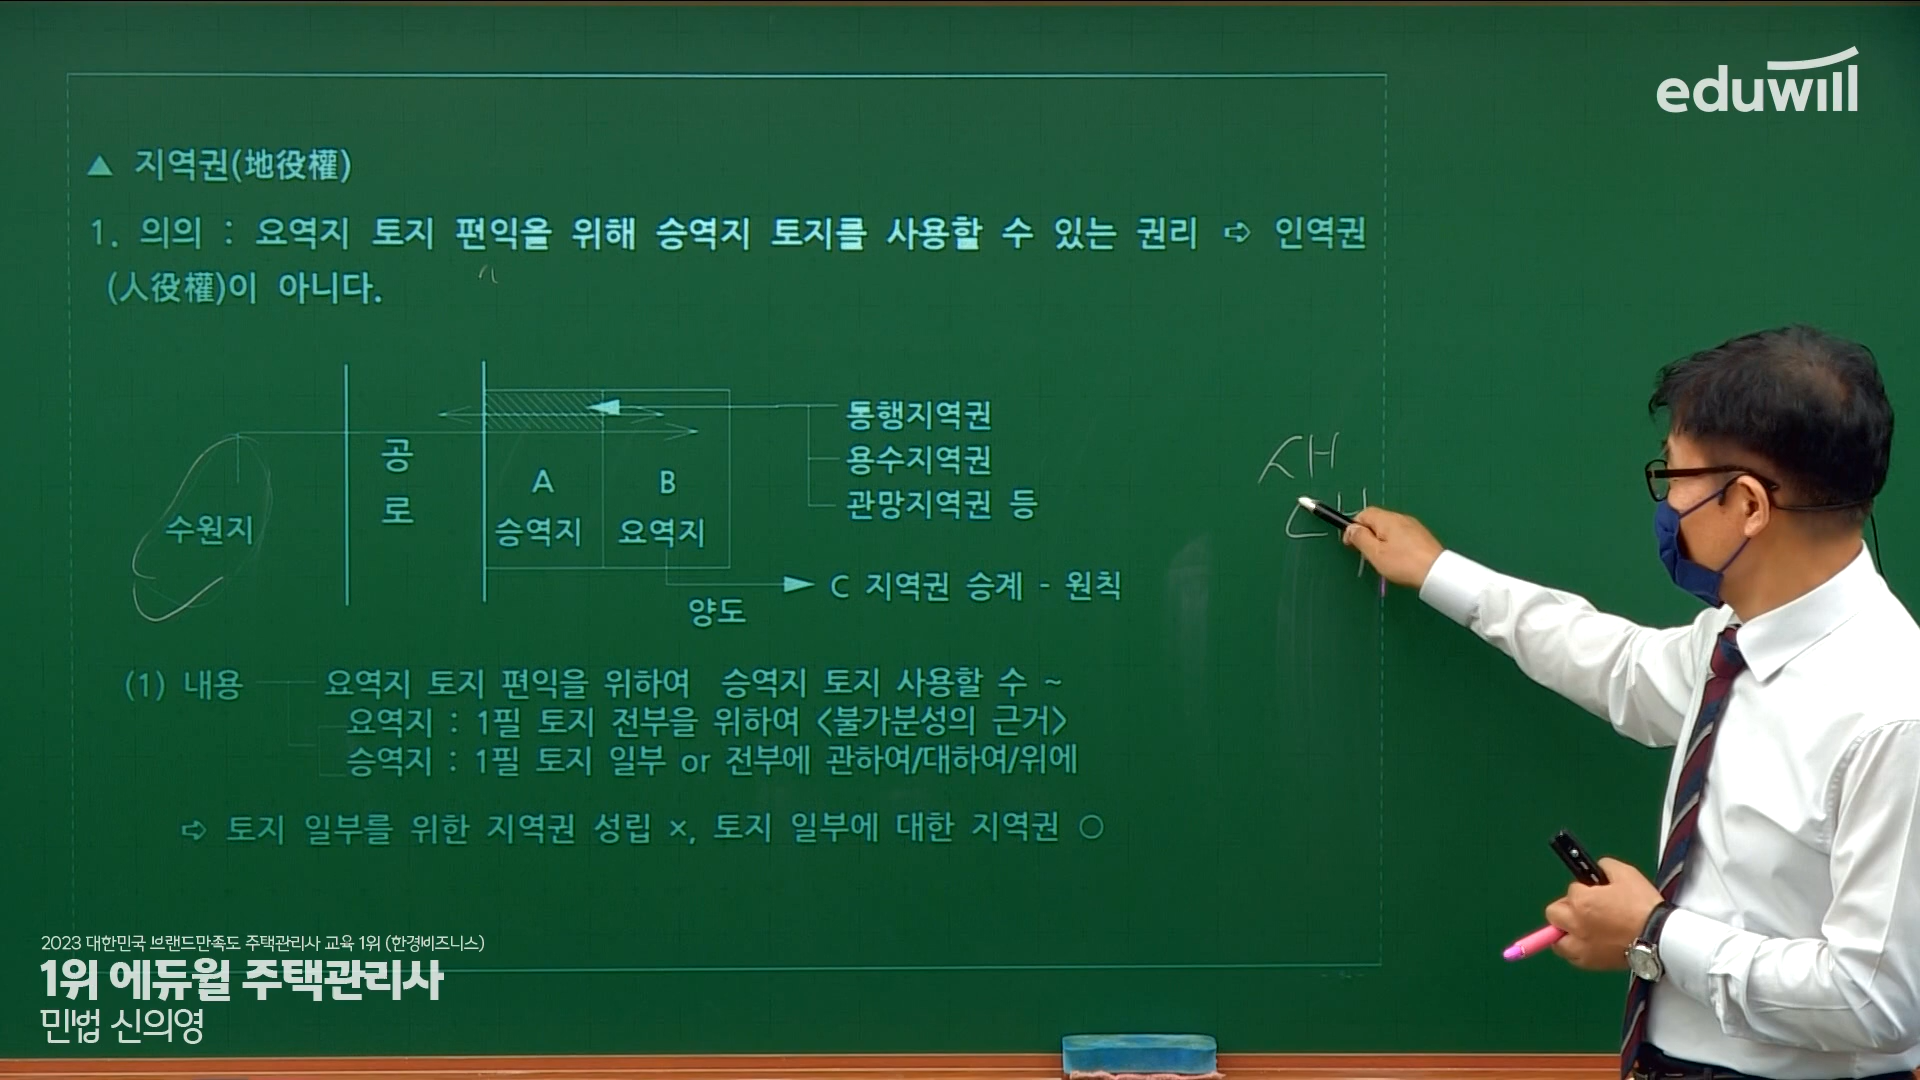 eduwill
▲ 지역권(地役權)
1. 의의 : 요역지 토지 편익을 위해 승역지 토지를 사용할 수 있는 권리 ➪ 인역권
(人役權)이 아니다.
통행지역권
용수지역권
관망지역권 등
공
로
수원지
A
승역지
B
요역지
양도
C 지역권 승계 - 원칙
(1) 내용
요역지 토지 편익을 위하여 승역지 토지 사용할 수 ~
요역지 : 1필 토지 전부을 위하여 <불가분성의 근거>
승역지 : 1필 토지 일부 or 전부에 관하여/대하여/위에
➪ 토지 일부를 위한 지역권 성립 ×, 토지 일부에 대한 지역권 ○
2023 대한민국 브랜드만족도 주택관리사 교육 1위 (한경비즈니스)
1위 에듀윌 주택관리사
민법 신의영